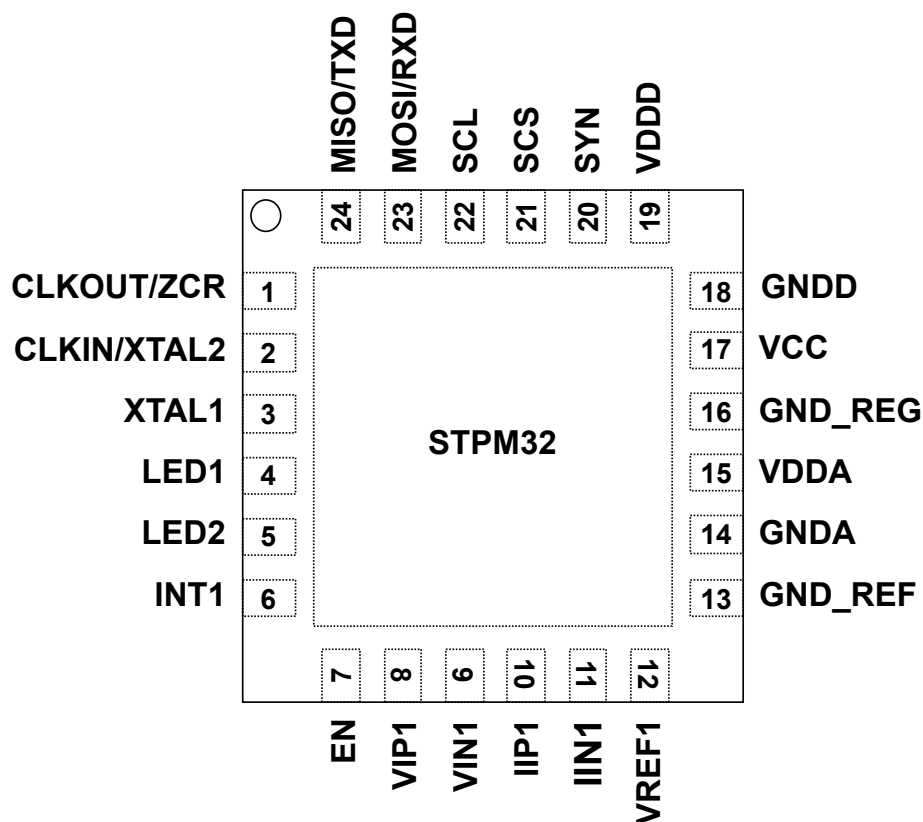 MISO/TXD
MOSI/RXD
SCL
SCS
SYN
VDDD
24
23
22
21
20
19
CLKOUT/ZCR 1
CLKIN/XTAL2 2
XTAL1 3
LED1 4
LED2 5
INT1 6
STPM32
18 GNDD
17 VCC
16 GND_REG
15 VDDA
14 GNDA
13 GND_REF
7
8
9
10
11
12
EN
VIP1
VIN1
IIP1
IIN1
VREF1